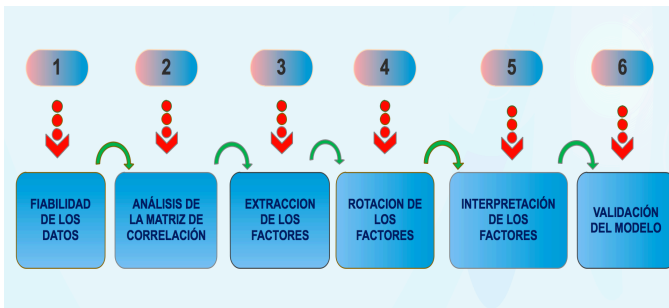 1
2
3
4
5
6
FIABILIDAD
DE LOS
DATOS
ANÁLISIS DE
LA MATRIZ DE
CORRELACIÓN
EXTRACCION
DE LOS
FACTORES
ROTACION DE
LOS
FACTORES
INTERPRETACIÓN
DE LOS
FACTORES
VALIDACIÓN
DEL MODELO